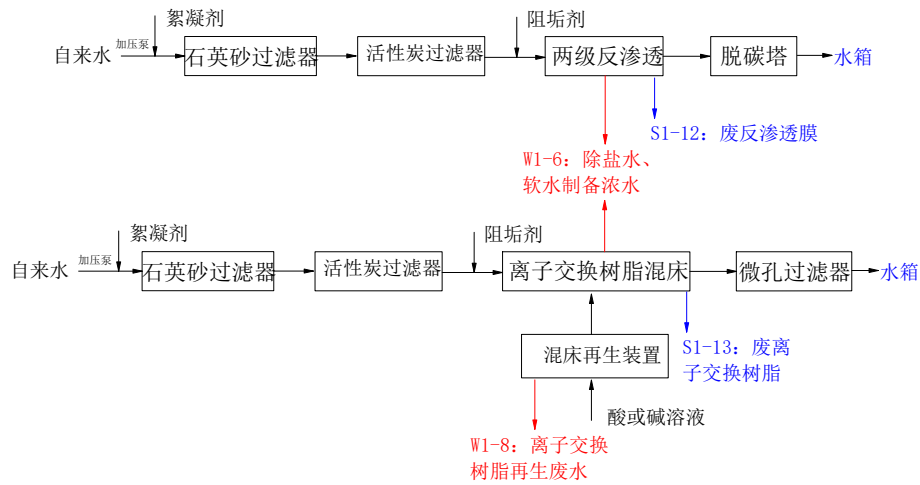 絮凝剂
阻垢剂
自来水
加压泵
石英砂过滤器
活性炭过滤器
两级反渗透
脱碳塔
水箱
S1-12：废反渗透膜
W1-6：除盐水、
软水制备浓水
絮凝剂
阻垢剂
自来水
加压泵
石英砂过滤器
活性炭过滤器
离子交换树脂混床
微孔过滤器
水箱
混床再生装置
S1-13：废离
子交换树脂
酸或碱溶液
W1-8：离子交换
树脂再生废水